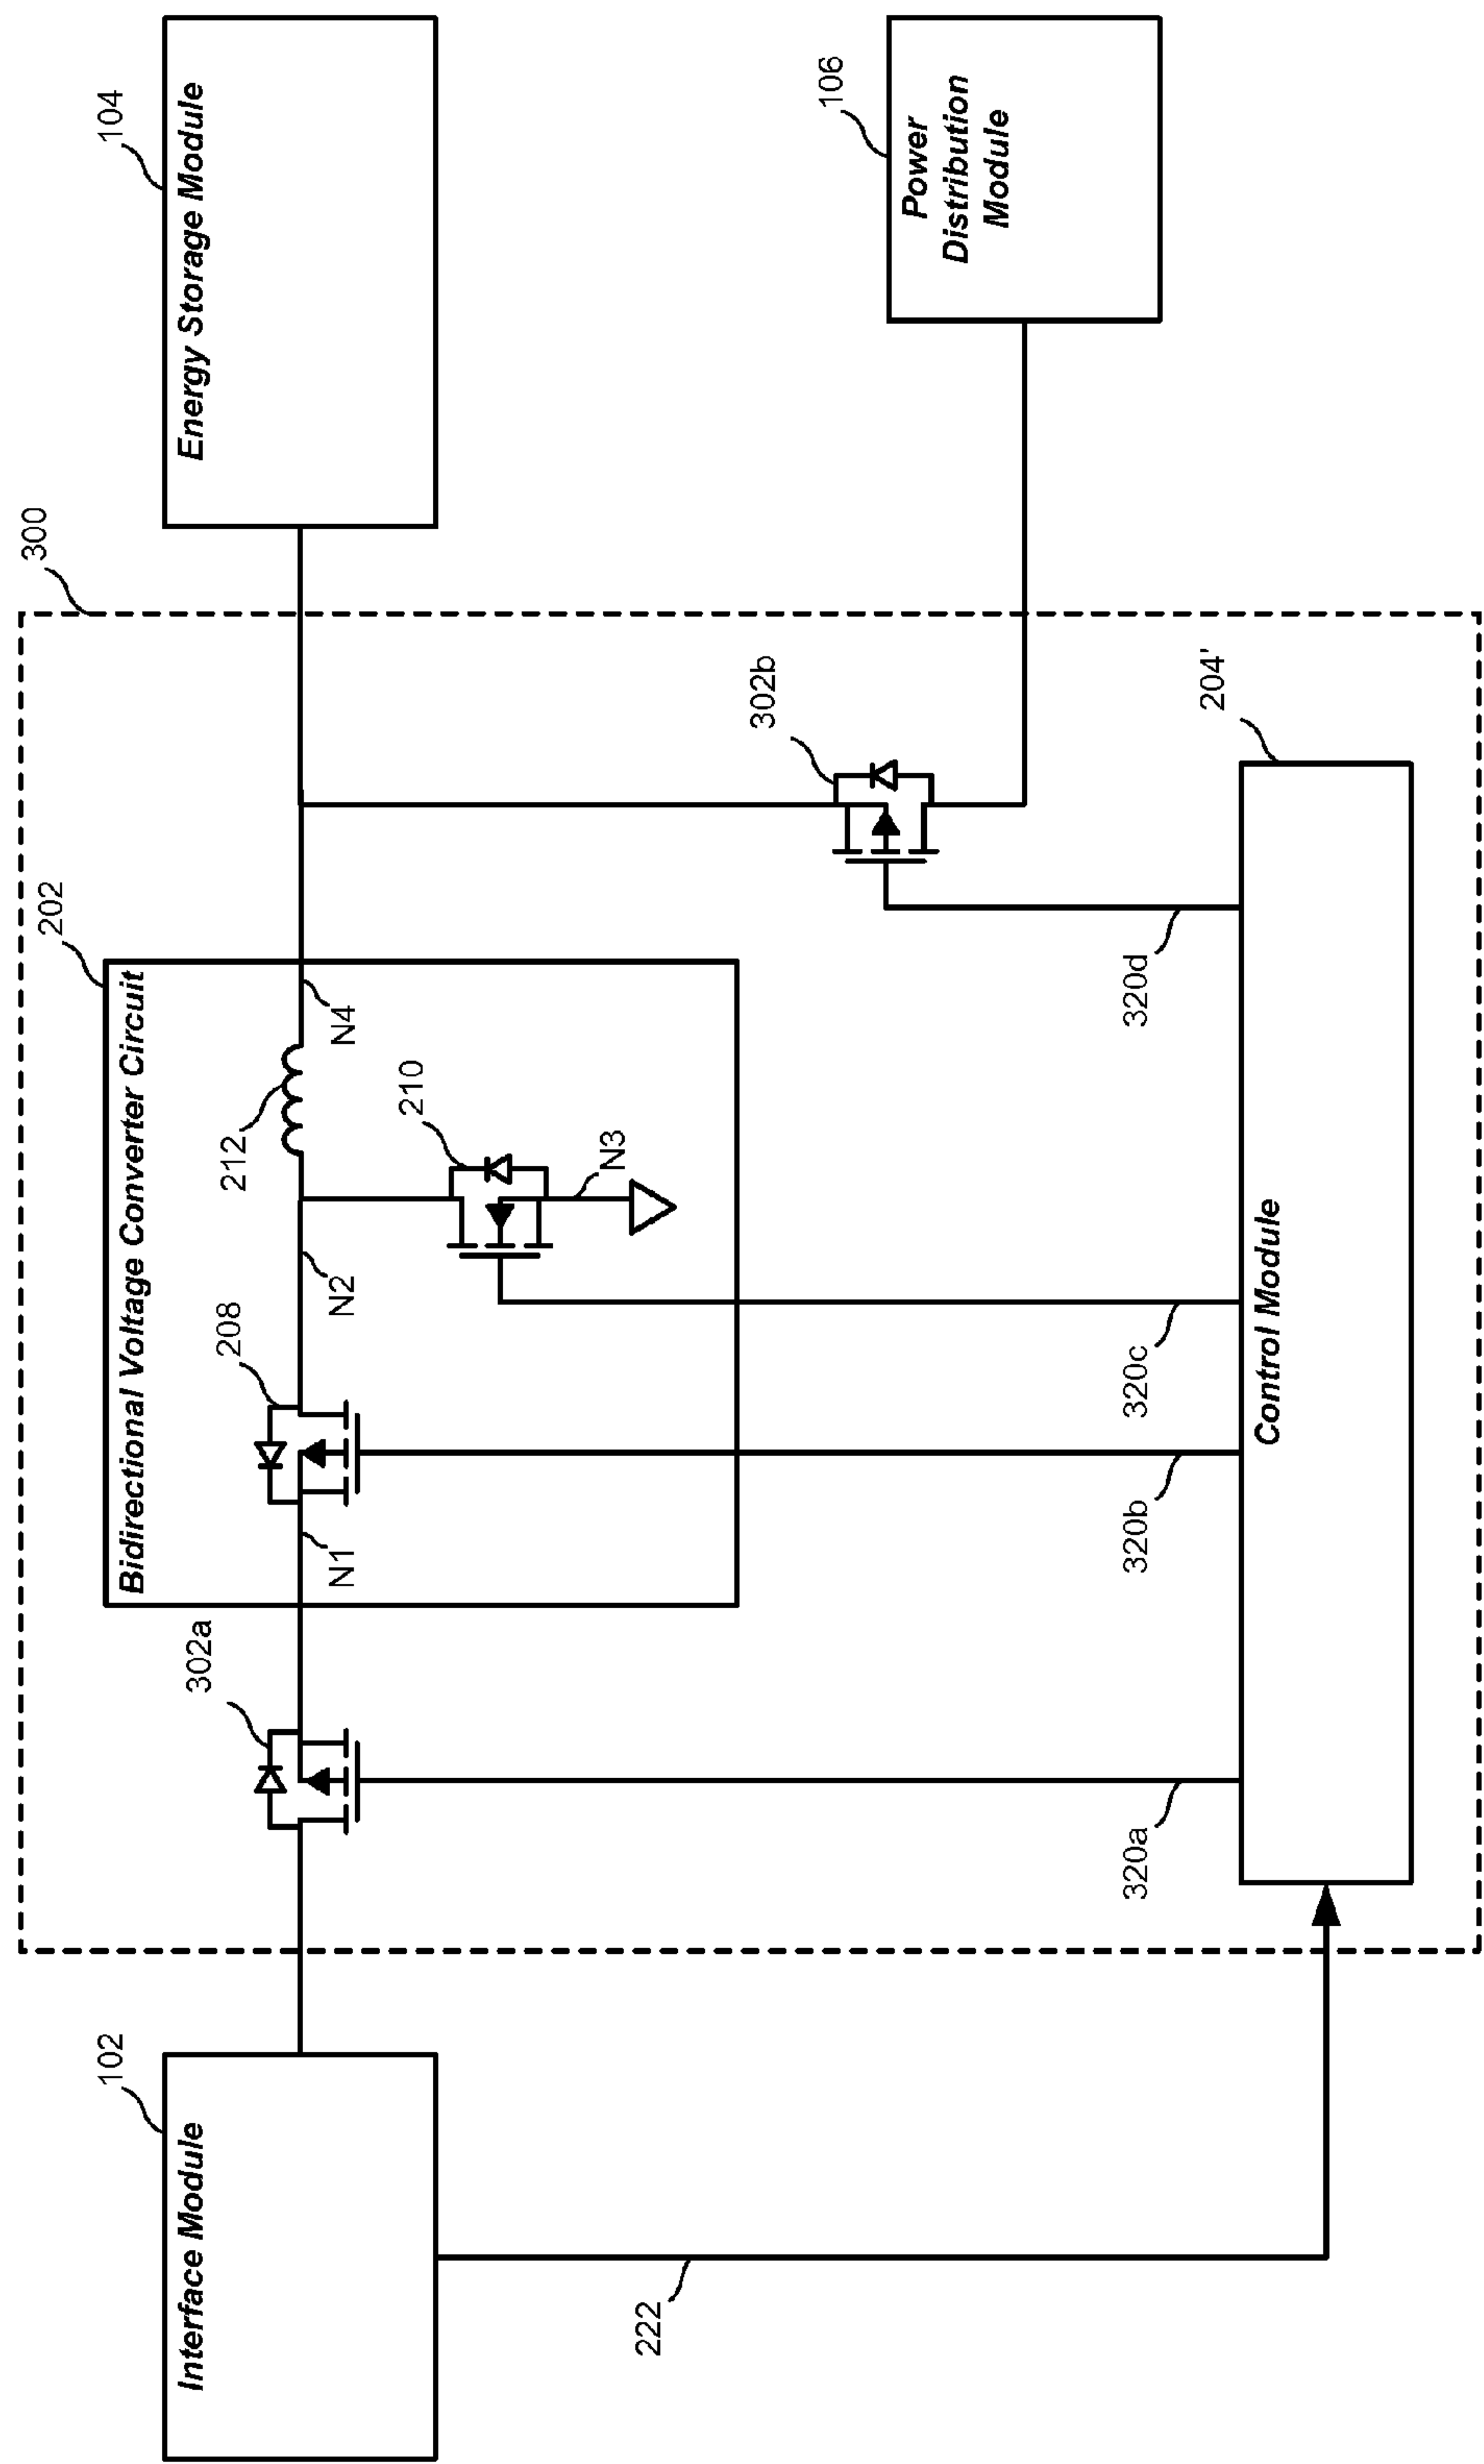 300
102
Interface Module
302a
202
Bidirectional Voltage Converter Circuit
N1
208
N2
212
N4
210
N3
104
Energy Storage Module
302b
106
Power
Distribution
Module
222
320a
320b
320c
320d
204'
Control Module